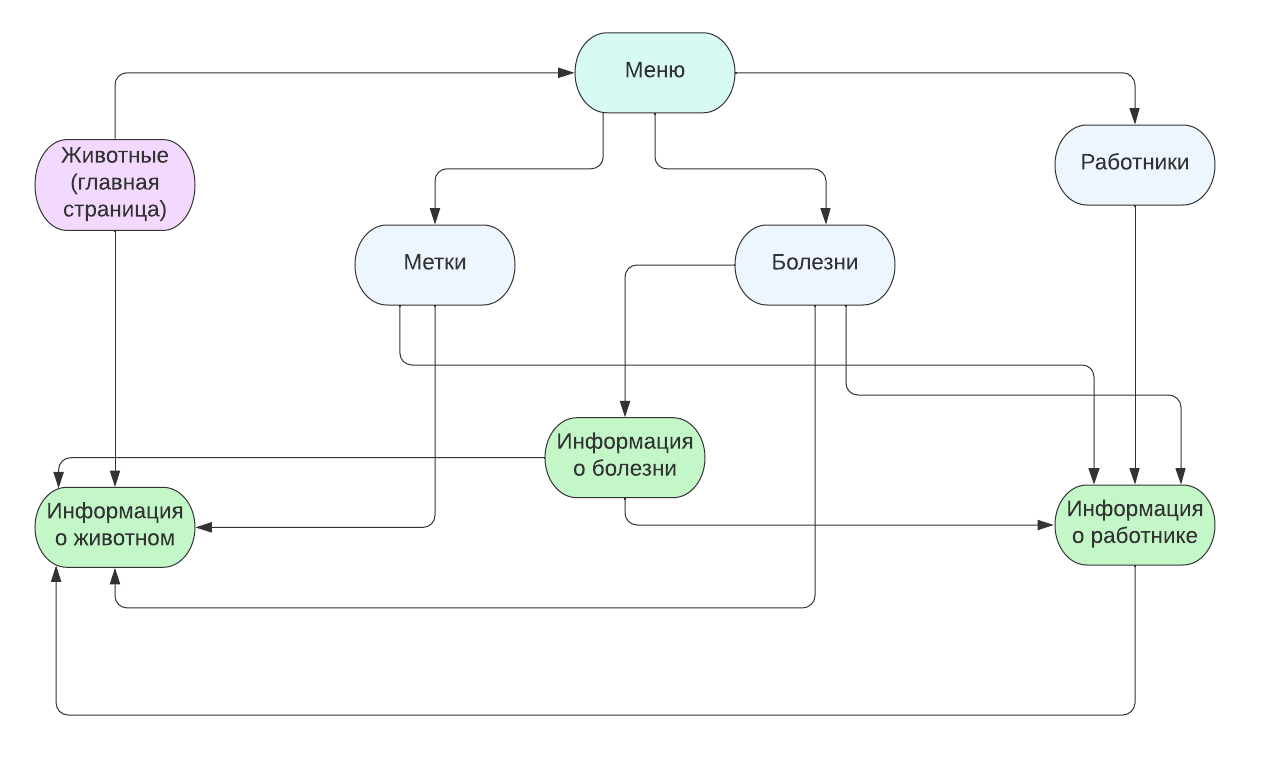 Меню
Животные
(главная
страница)
Работники
Метки
Болезни
Информация
о болезни
Информация
о животном
Информация
о работнике